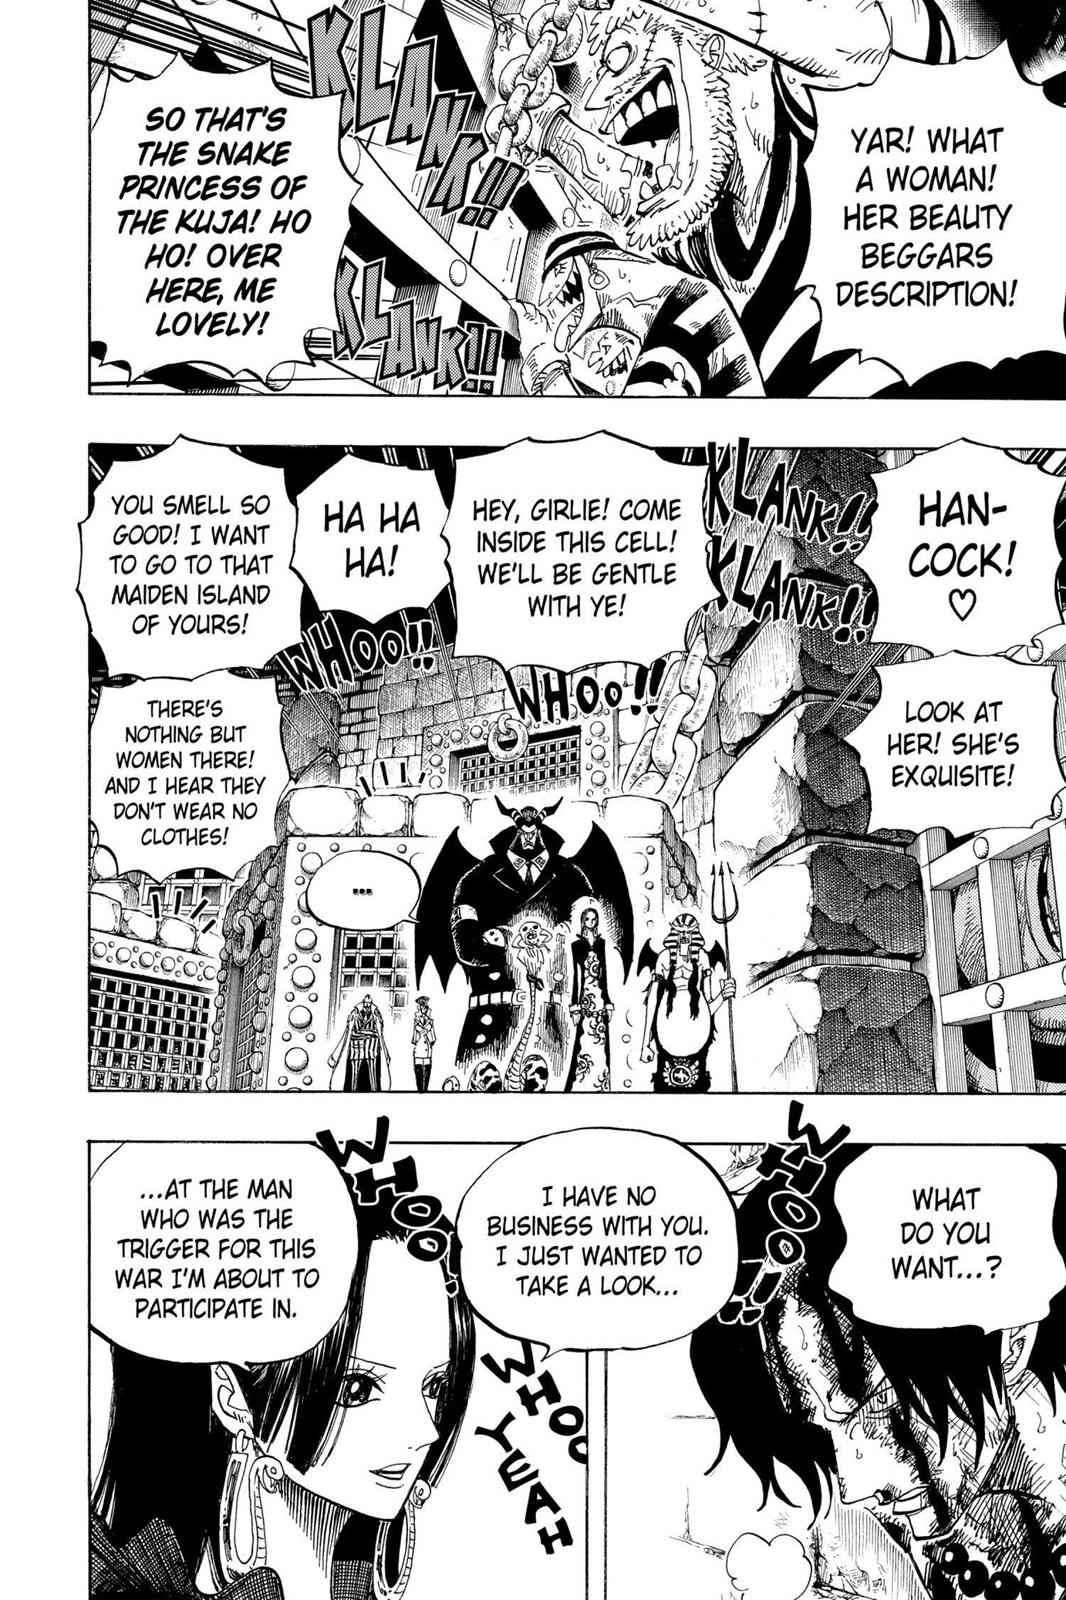 YAR! WHAT
A WOMAN!
HER BEAUTY
BEGGARS
DESCRIPTION!
KLANK!!
KLANK!!
SO THAT'S
THE SNAKE
PRINCESS OF
THE KUJA! HO
HO! OVER
HERE, ME
LOVELY!
HAN-
COCK!
♡
LOOK AT
HER! SHE'S
EXQUISITE!
KLANK!!
KLANK!!
HEY, GIRLIE! COME
INSIDE THIS CELL!
WE'LL BE GENTLE
WITH YE!
WHOO!!
HA HA
HA!
WHOO!!
YOU SMELL SO
GOOD! I WANT
TO GO TO THAT
MAIDEN ISLAND
OF YOURS!
THERE'S
NOTHING BUT
WOMEN THERE!
AND I HEAR THEY
DON'T WEAR NO
CLOTHES!
...
WHAT
DO YOU
WANT...?
WHOO!!
I HAVE NO
BUSINESS WITH YOU.
I JUST WANTED TO
TAKE A LOOK...
WHOO!!
...AT THE MAN
WHO WAS THE
TRIGGER FOR THIS
WAR I'M ABOUT TO
PARTICIPATE IN.
WHOO
YEAH